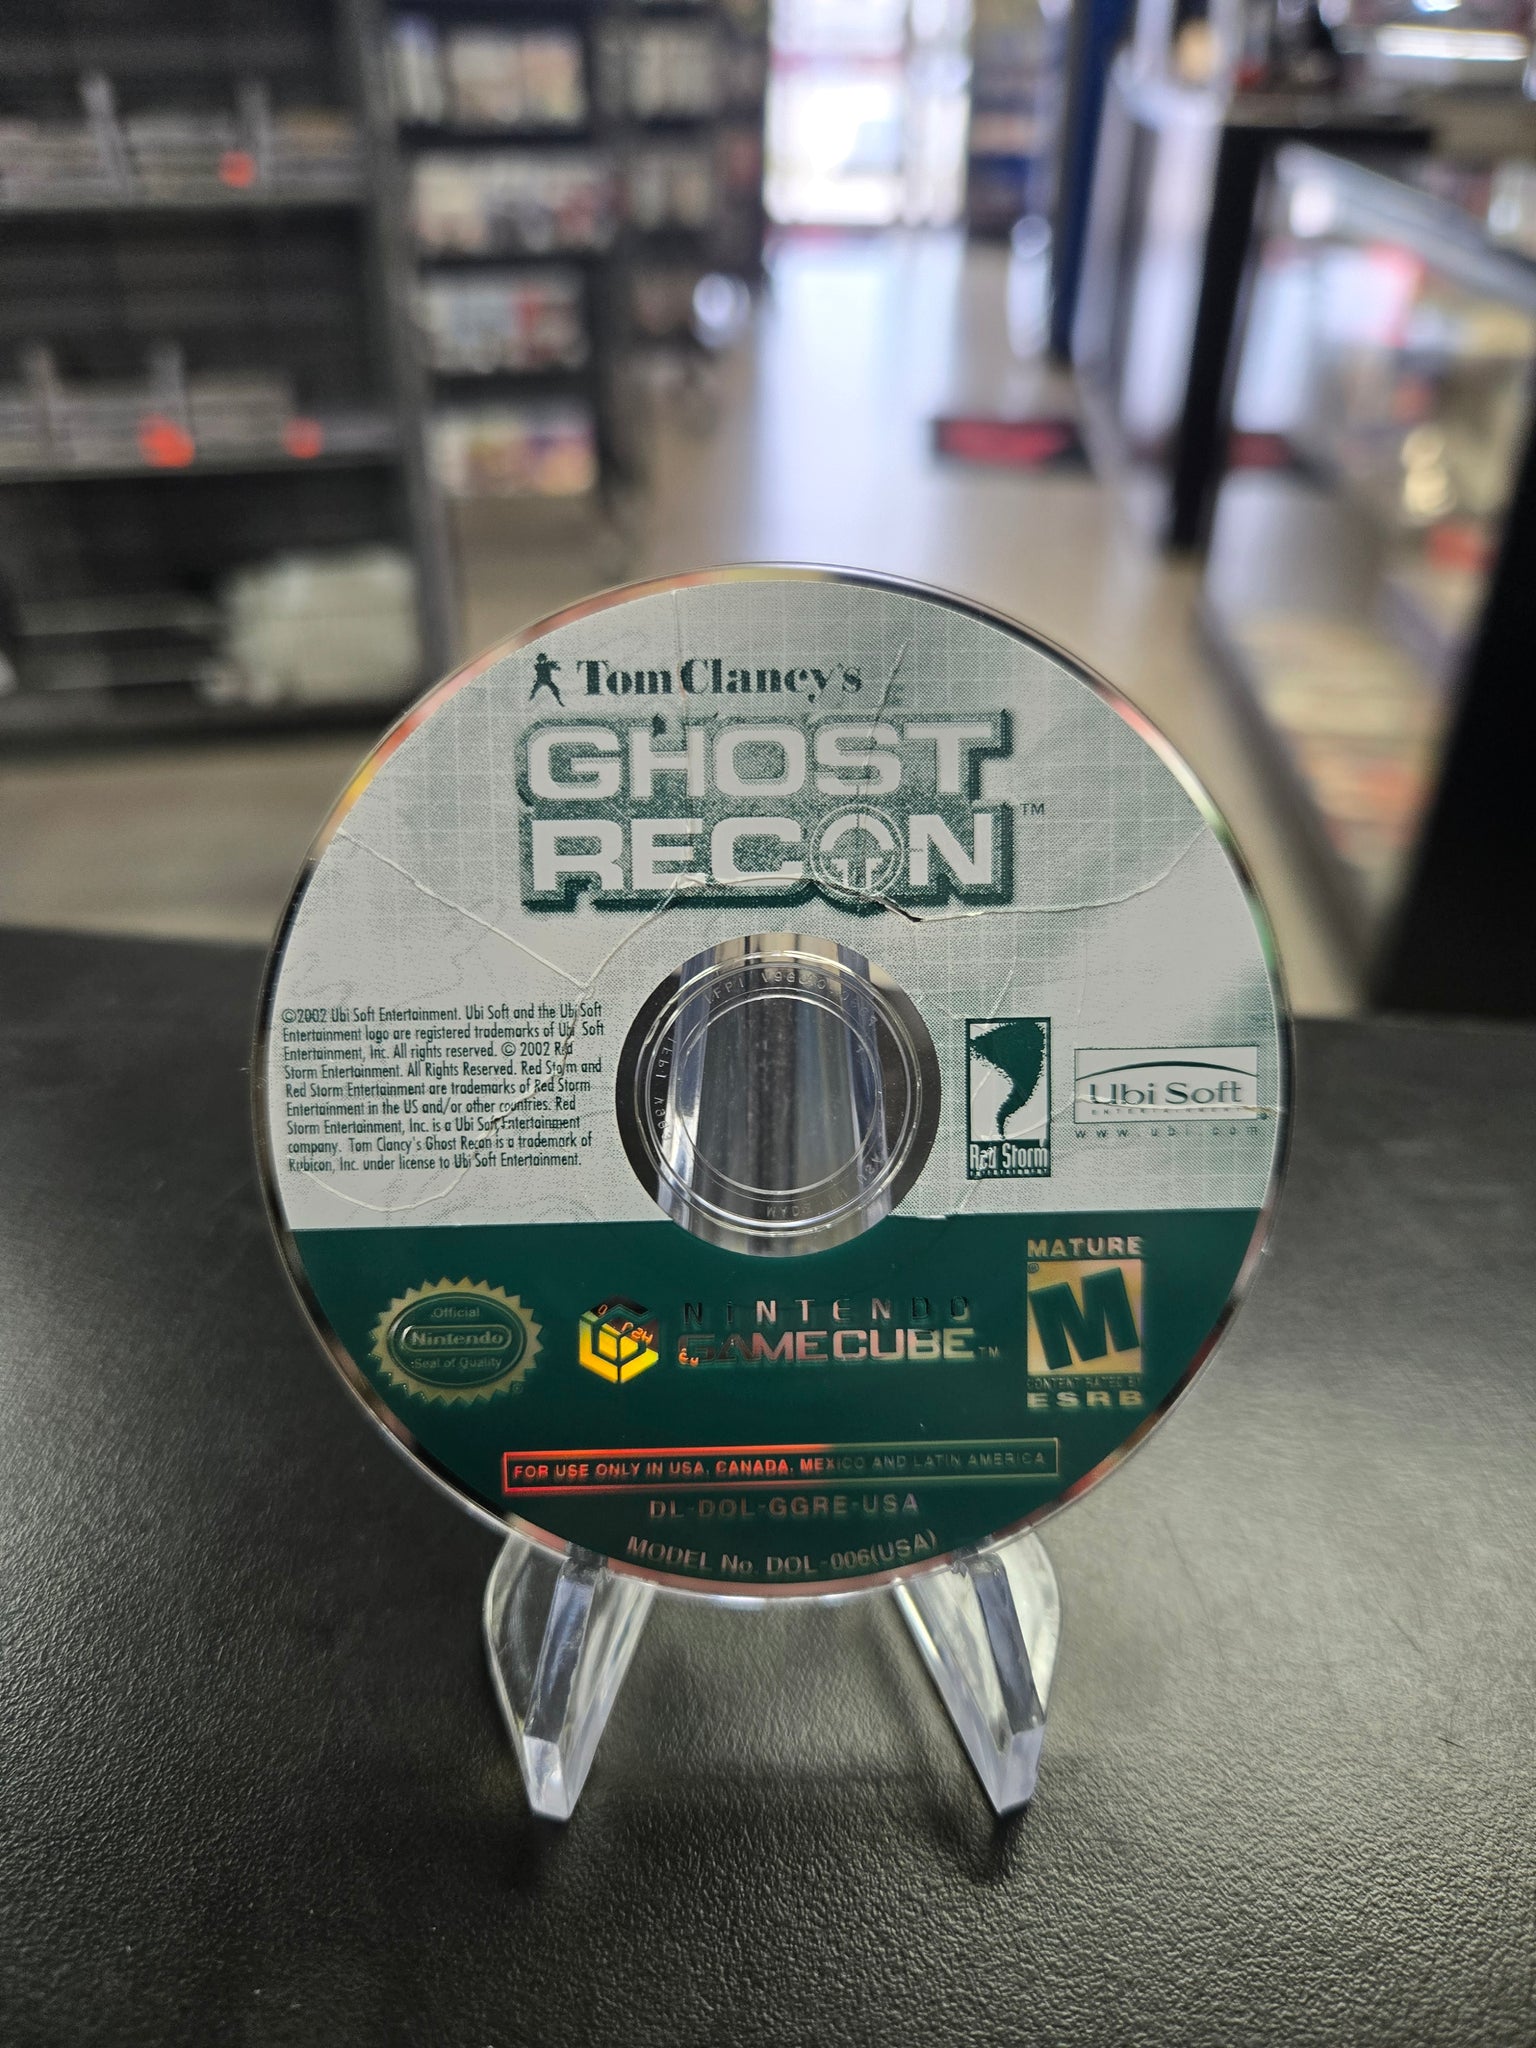 Tom Clancy's
GHOST
RECON™
©2002 Ubi Soft Entertainment. Ubi Soft and the Ubi Soft
Entertainment logo are registered trademarks of Ubi Soft
Entertainment, Inc. All rights reserved. © 2002 Red
Storm Entertainment. All Rights Reserved. Red Storm and
Red Storm Entertainment are trademarks of Red Storm
Entertainment in the US and/or other countries. Red
Storm Entertainment, Inc. is a Ubi Soft Entertainment
company. Tom Clancy's Ghost Recon is a trademark of
Rubicon, Inc. under license to Ubi Soft Entertainment.
Red Storm
ENTERTAINMENT
Ubi Soft
ENTERTAINMENT
www.ubi.com
Official
Nintendo
Seal of Quality
NINTENDO
GAMECUBE™
MATURE
M
CONTENT RATED BY
ESRB
FOR USE ONLY IN USA, CANADA, MEXICO AND LATIN AMERICA
DL-DOL-GGRE-USA
MODEL No. DOL-006(USA)